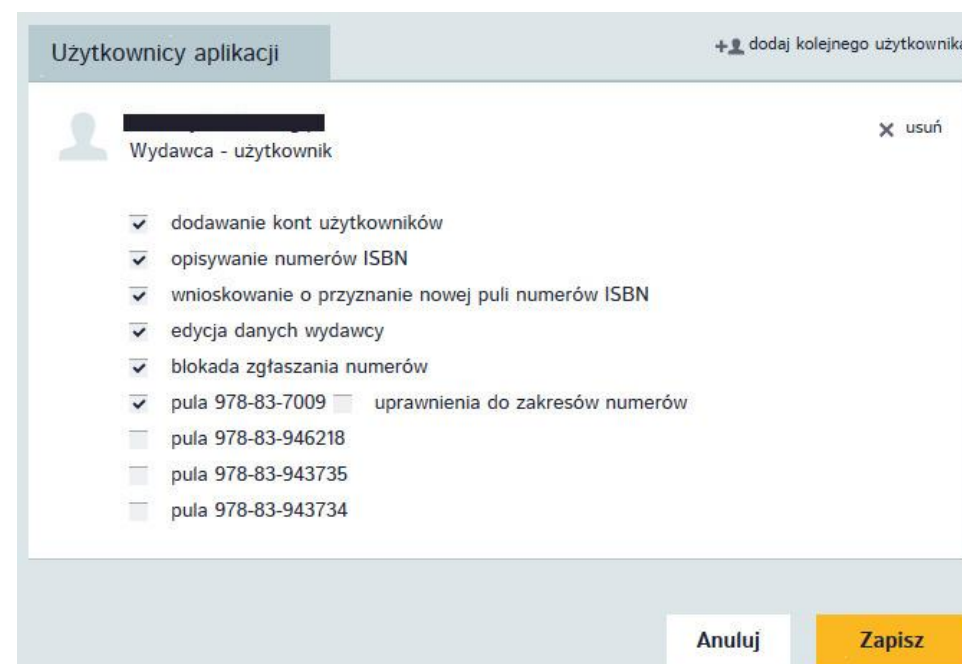 Użytkownicy aplikacji
dodaj kolejnego użytkownika
usuń
Wydawca - użytkownik
dodawanie kont użytkowników
opisywanie numerów ISBN
wnioskowanie o przyznanie nowej puli numerów ISBN
edycja danych wydawcy
blokada zgłaszania numerów
pula 978-83-7009 uprawnienia do zakresów numerów
pula 978-83-946218
pula 978-83-943735
pula 978-83-943734
Anuluj Zapisz